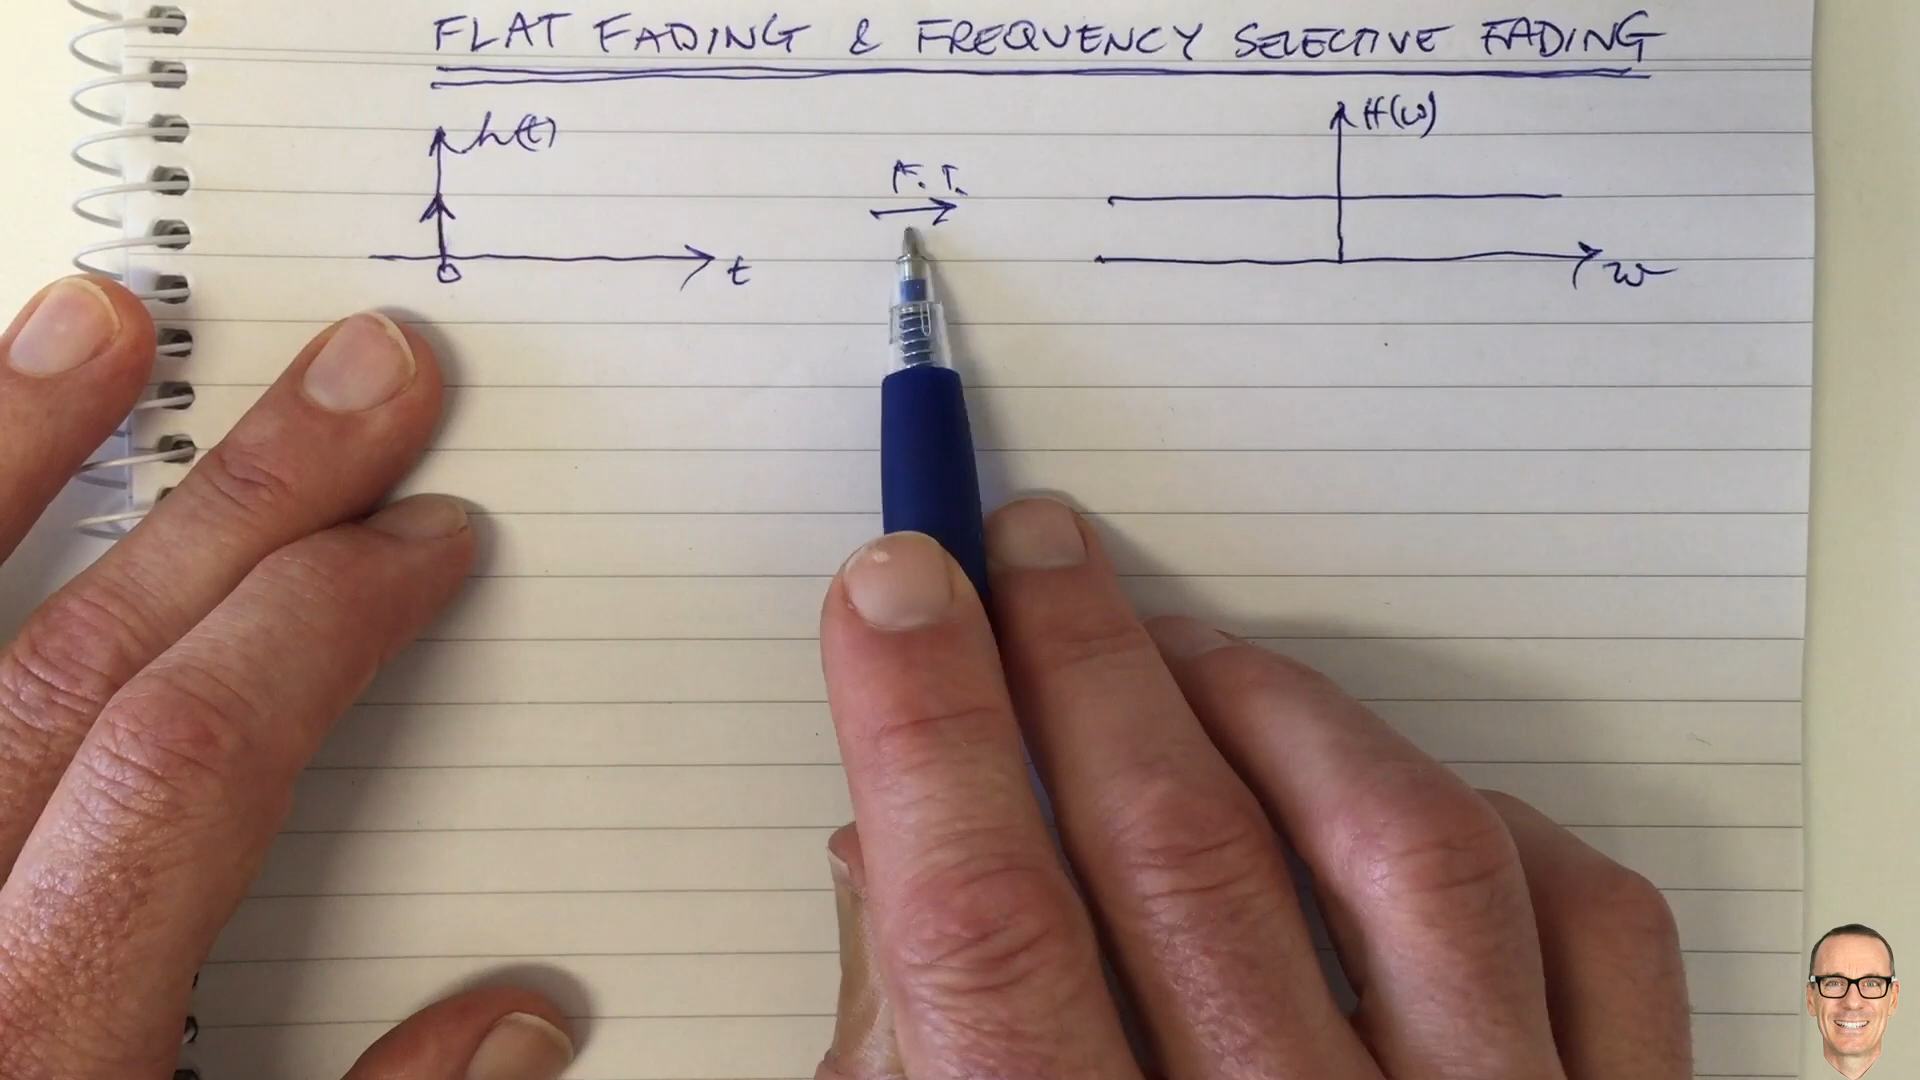 FLAT FADING & FREQUENCY SELECTIVE FADING
h(t)
H(ω)
F.T.
0
t
ω